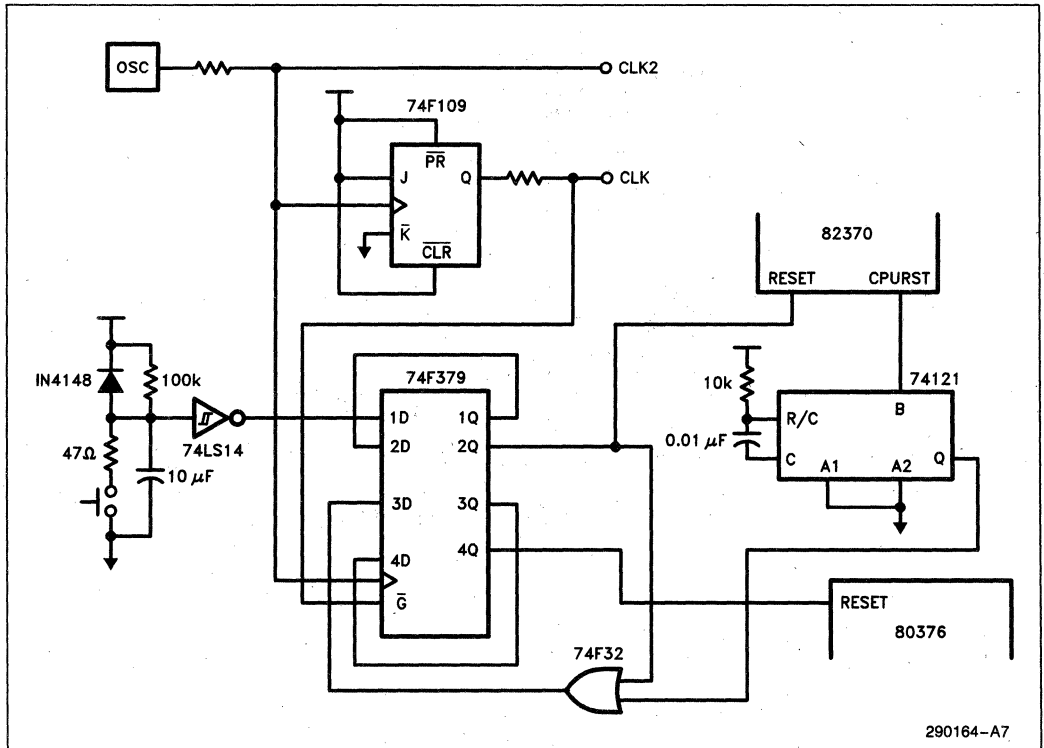 OSC
CLK2
74F109
PR
J
Q
CLK
K
CLR
82370
RESET
CPURST
IN4148
100k
74F379
10k
74121
1D
1Q
R/C
B
74LS14
2D
2Q
0.01 μF
C
Q
47Ω
10 μF
A1
A2
3D
3Q
4D
4Q
G
RESET
80376
74F32
290164-A7